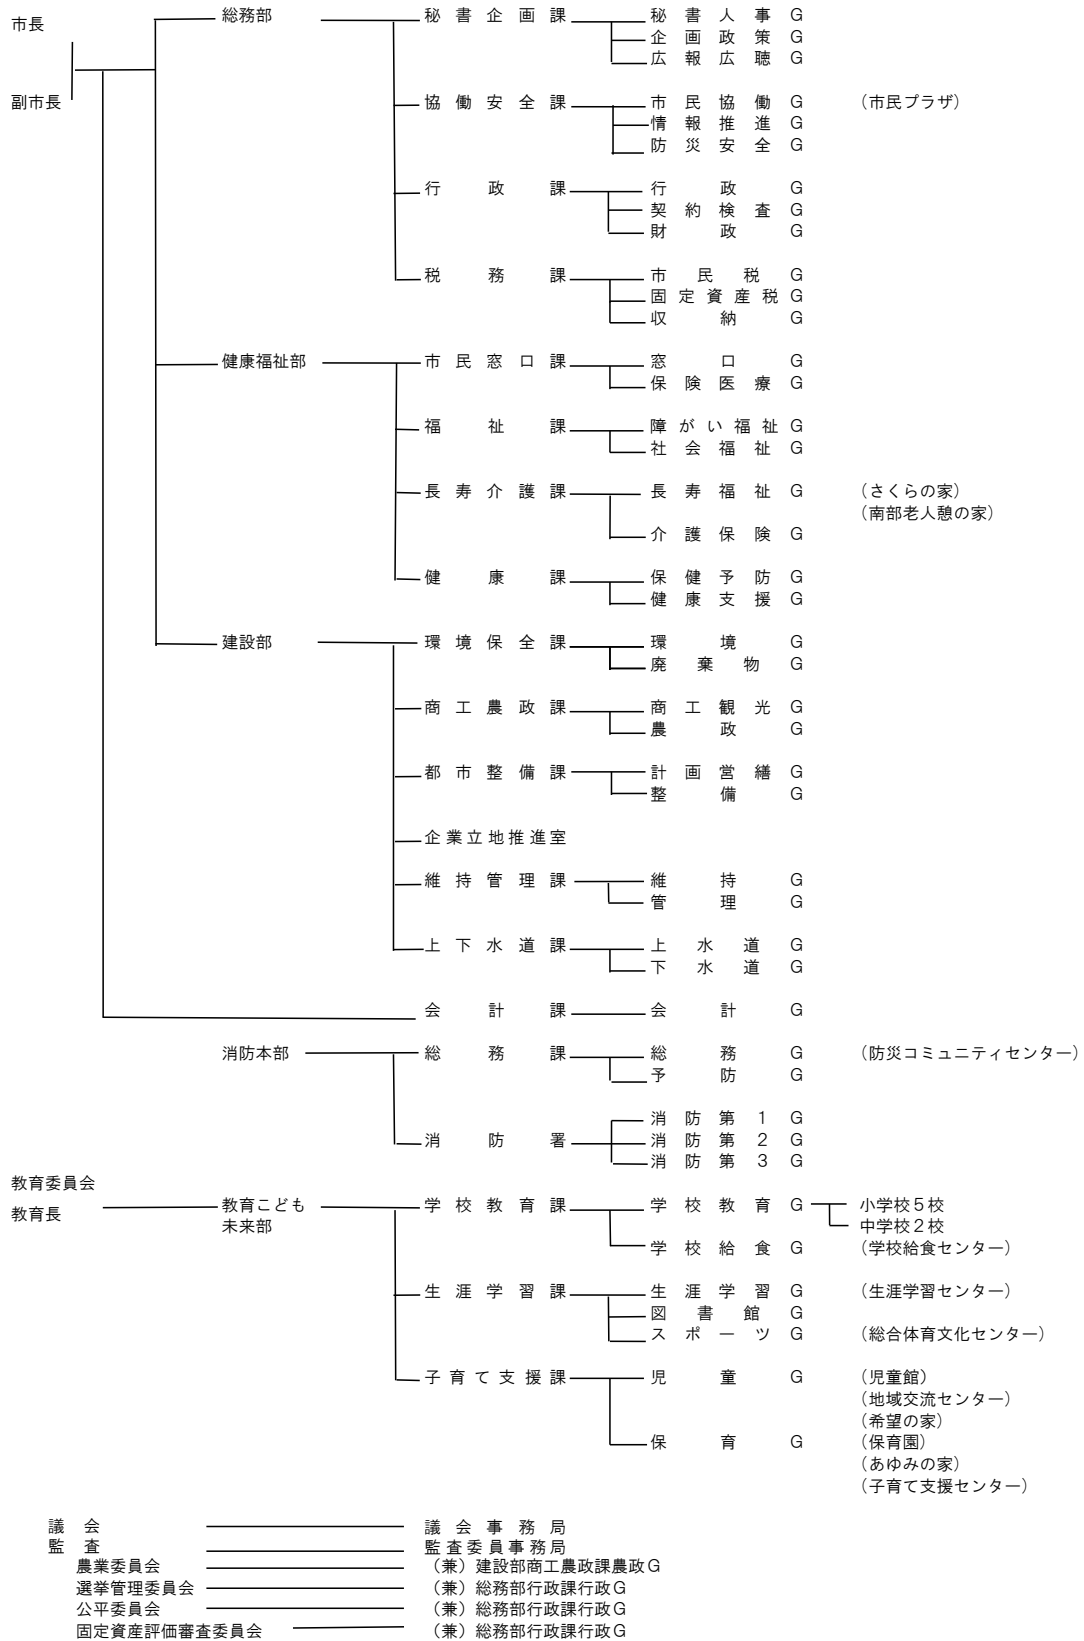 市長
総務部 秘書企画課 秘書人事G
企画政策G
広報広聴G
副市長 協働安全課 市民協働G （市民プラザ）
情報推進G
防災安全G
行政課 行政G
契約検査G
財政G
税務課 市民税G
固定資産税G
収納G
健康福祉部 市民窓口課 窓口G
保険医療G
福祉課 障がい福祉G
社会福祉G
長寿介護課 長寿福祉G （さくらの家）
（南部老人憩の家）
介護保険G
健康課 保健予防G
健康支援G
建設部 環境保全課 環境G
廃棄物G
商工農政課 商工観光G
農政G
都市整備課 計画営繕G
整備G
企業立地推進室
維持管理課 維持G
管理G
上下水道課 上水道G
下水道G
会計課 会計G
消防本部 総務課 総務G （防災コミュニティセンター）
予防G
消防第1G
消防署 消防第2G
消防第3G
教育委員会
教育長 教育こども 学校教育課 学校教育G 小学校５校
未来部 中学校２校
学校給食G （学校給食センター）
生涯学習課 生涯学習G （生涯学習センター）
図書館G
スポーツG （総合体育文化センター）
子育て支援課 児童G （児童館）
（地域交流センター）
（希望の家）
保育G （保育園）
（あゆみの家）
（子育て支援センター）
議会 議会事務局
監査 監査委員事務局
農業委員会 （兼）建設部商工農政課農政G
選挙管理委員会 （兼）総務部行政課行政G
公平委員会 （兼）総務部行政課行政G
固定資産評価審査委員会 （兼）総務部行政課行政G